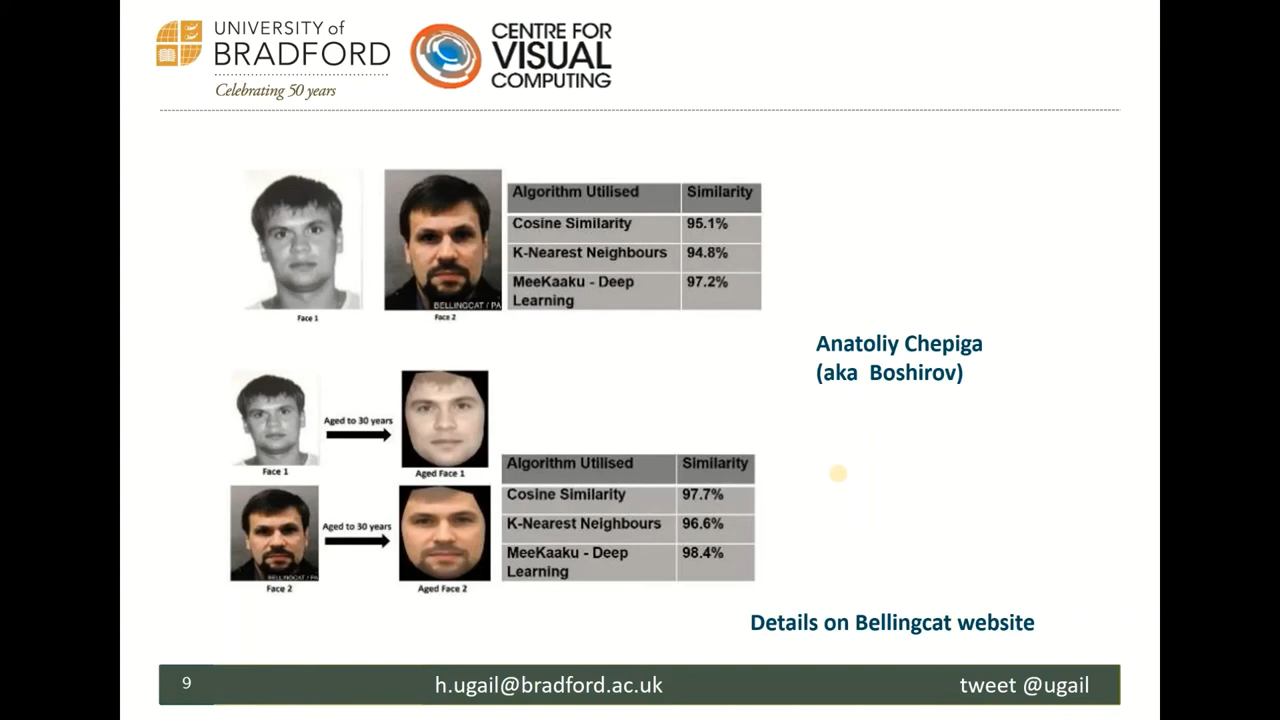 UNIVERSITY of
BRADFORD
Celebrating 50 years
CENTRE FOR
VISUAL
COMPUTING
Algorithm Utilised Similarity
Cosine Similarity 95.1%
K-Nearest Neighbours 94.8%
MeeKaaku - Deep 97.2%
Learning
BELLINGCAT / PA
Face 1
Face 2
Anatoliy Chepiga
(aka Boshirov)
Aged to 30 years
Face 1
Aged Face 1
Algorithm Utilised Similarity
Cosine Similarity 97.7%
K-Nearest Neighbours 96.6%
MeeKaaku - Deep 98.4%
Learning
Aged to 30 years
BELLINGCAT / PA
Face 2
Aged Face 2
Details on Bellingcat website
9
h.ugail@bradford.ac.uk
tweet @ugail